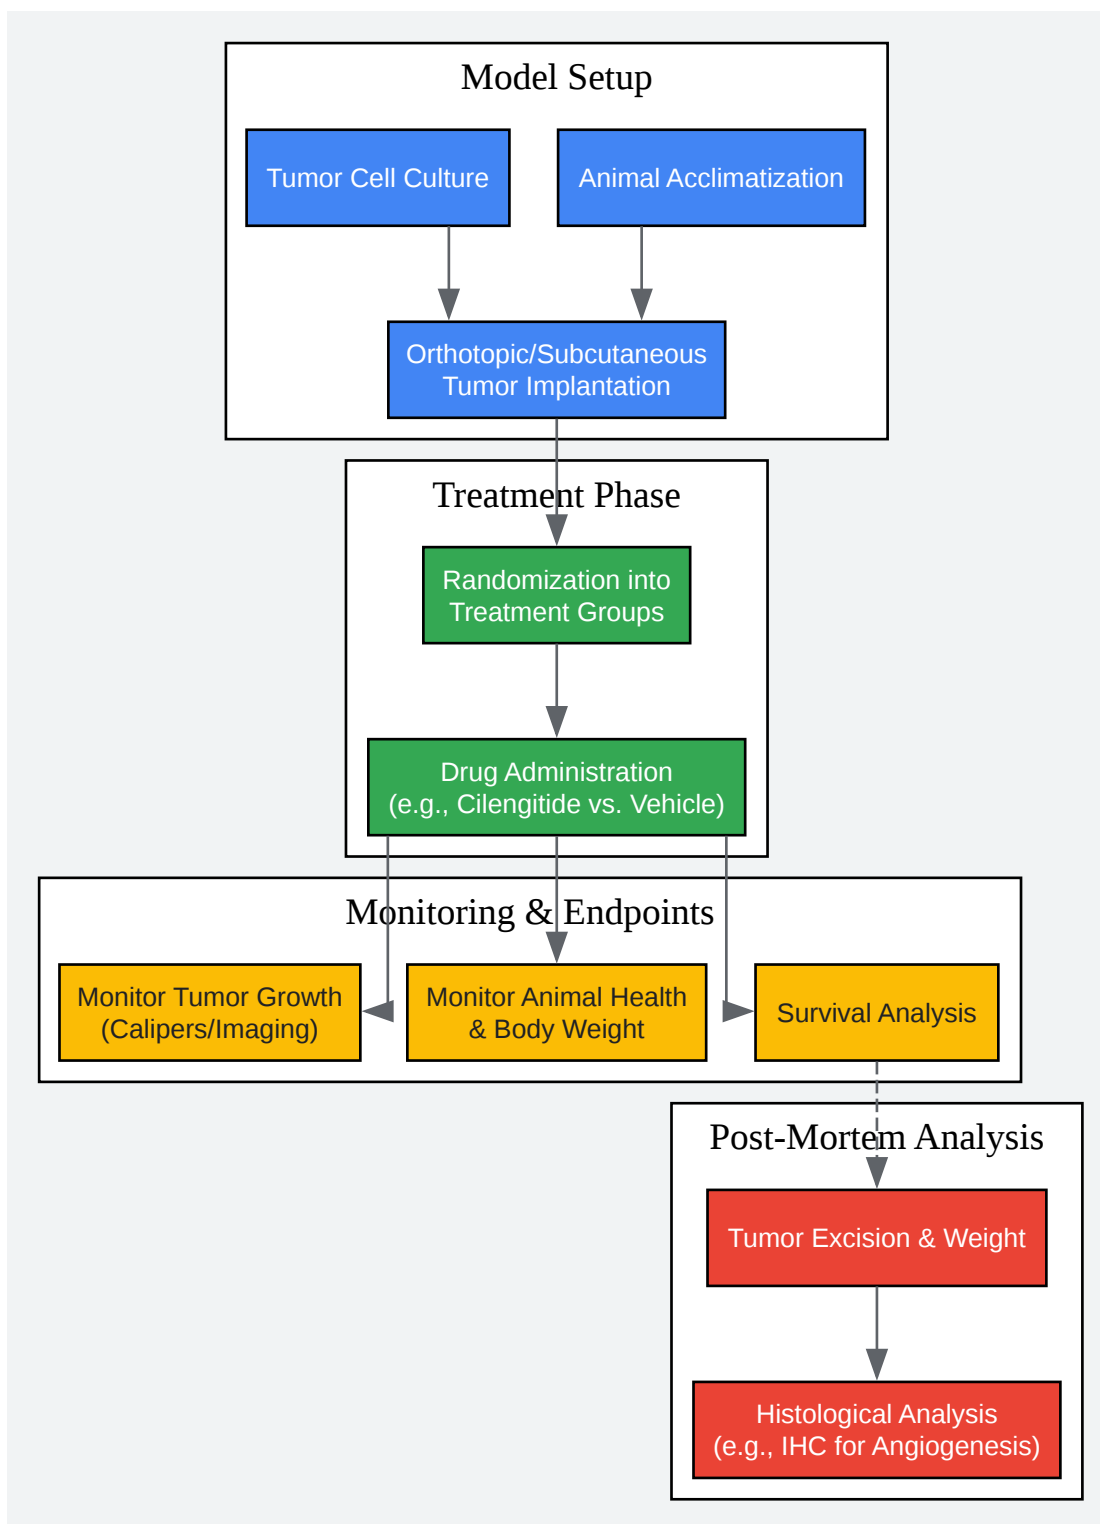 Model Setup
Tumor Cell Culture
Animal Acclimatization
Orthotopic/Subcutaneous
Tumor Implantation
Treatment Phase
Randomization into
Treatment Groups
Drug Administration
(e.g., Cilengitide vs. Vehicle)
Monitoring & Endpoints
Monitor Tumor Growth
(Calipers/Imaging)
Monitor Animal Health
& Body Weight
Survival Analysis
Post-Mortem Analysis
Tumor Excision & Weight
Histological Analysis
(e.g., IHC for Angiogenesis)